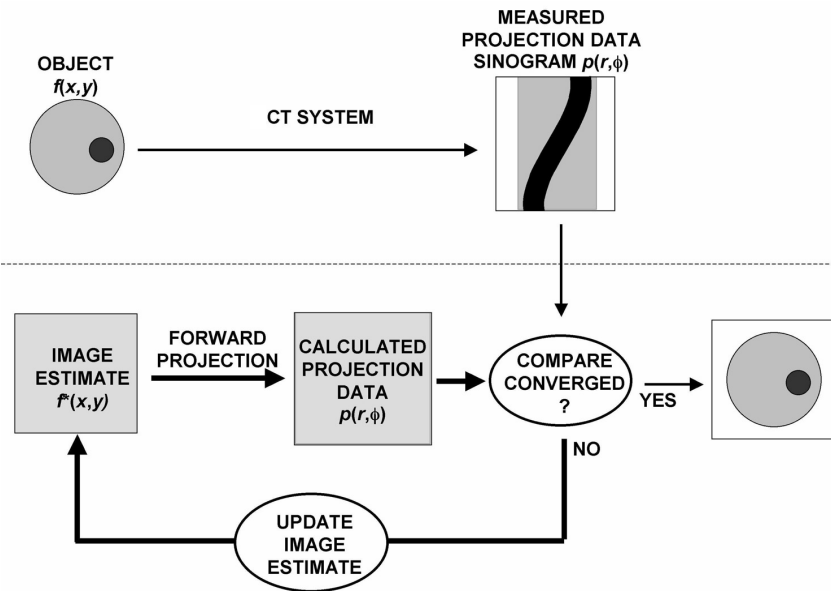 OBJECT
f(x,y)
CT SYSTEM
MEASURED
PROJECTION DATA
SINOGRAM p(r,ϕ)
IMAGE
ESTIMATE
f*(x,y)
FORWARD
PROJECTION
CALCULATED
PROJECTION
DATA
p(r,ϕ)
COMPARE
CONVERGED
?
YES
NO
UPDATE
IMAGE
ESTIMATE